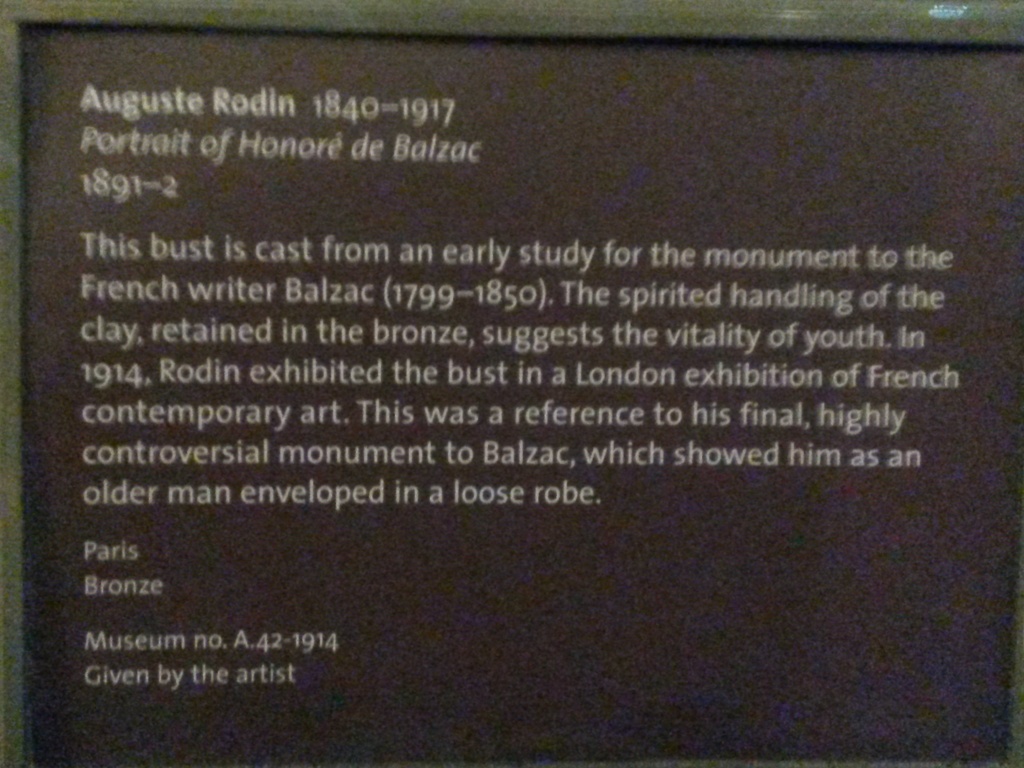 Auguste Rodin 1840–1917
Portrait of Honoré de Balzac
1891–2
This bust is cast from an early study for the monument to the
French writer Balzac (1799–1850). The spirited handling of the
clay, retained in the bronze, suggests the vitality of youth. In
1914, Rodin exhibited the bust in a London exhibition of French
contemporary art. This was a reference to his final, highly
controversial monument to Balzac, which showed him as an
older man enveloped in a loose robe.
Paris
Bronze
Museum no. A.42-1914
Given by the artist